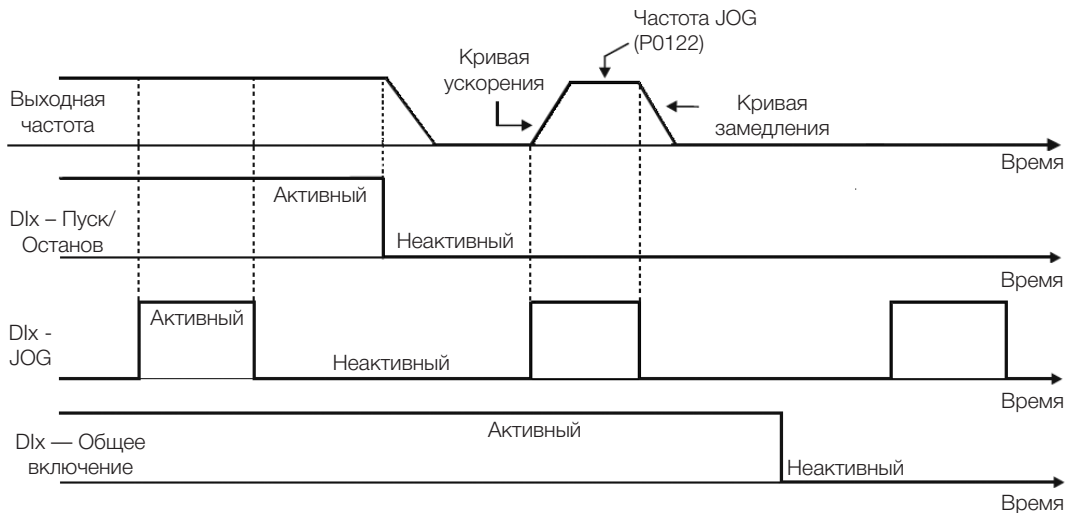 Частота JOG
(P0122)
Кривая
ускорения
Выходная
частота
Кривая
замедления
Время
Активный
DIx – Пуск/
Останов
Неактивный
Время
Активный
DIx -
JOG
Неактивный
Время
DIx — Общее
включение
Активный
Неактивный
Время